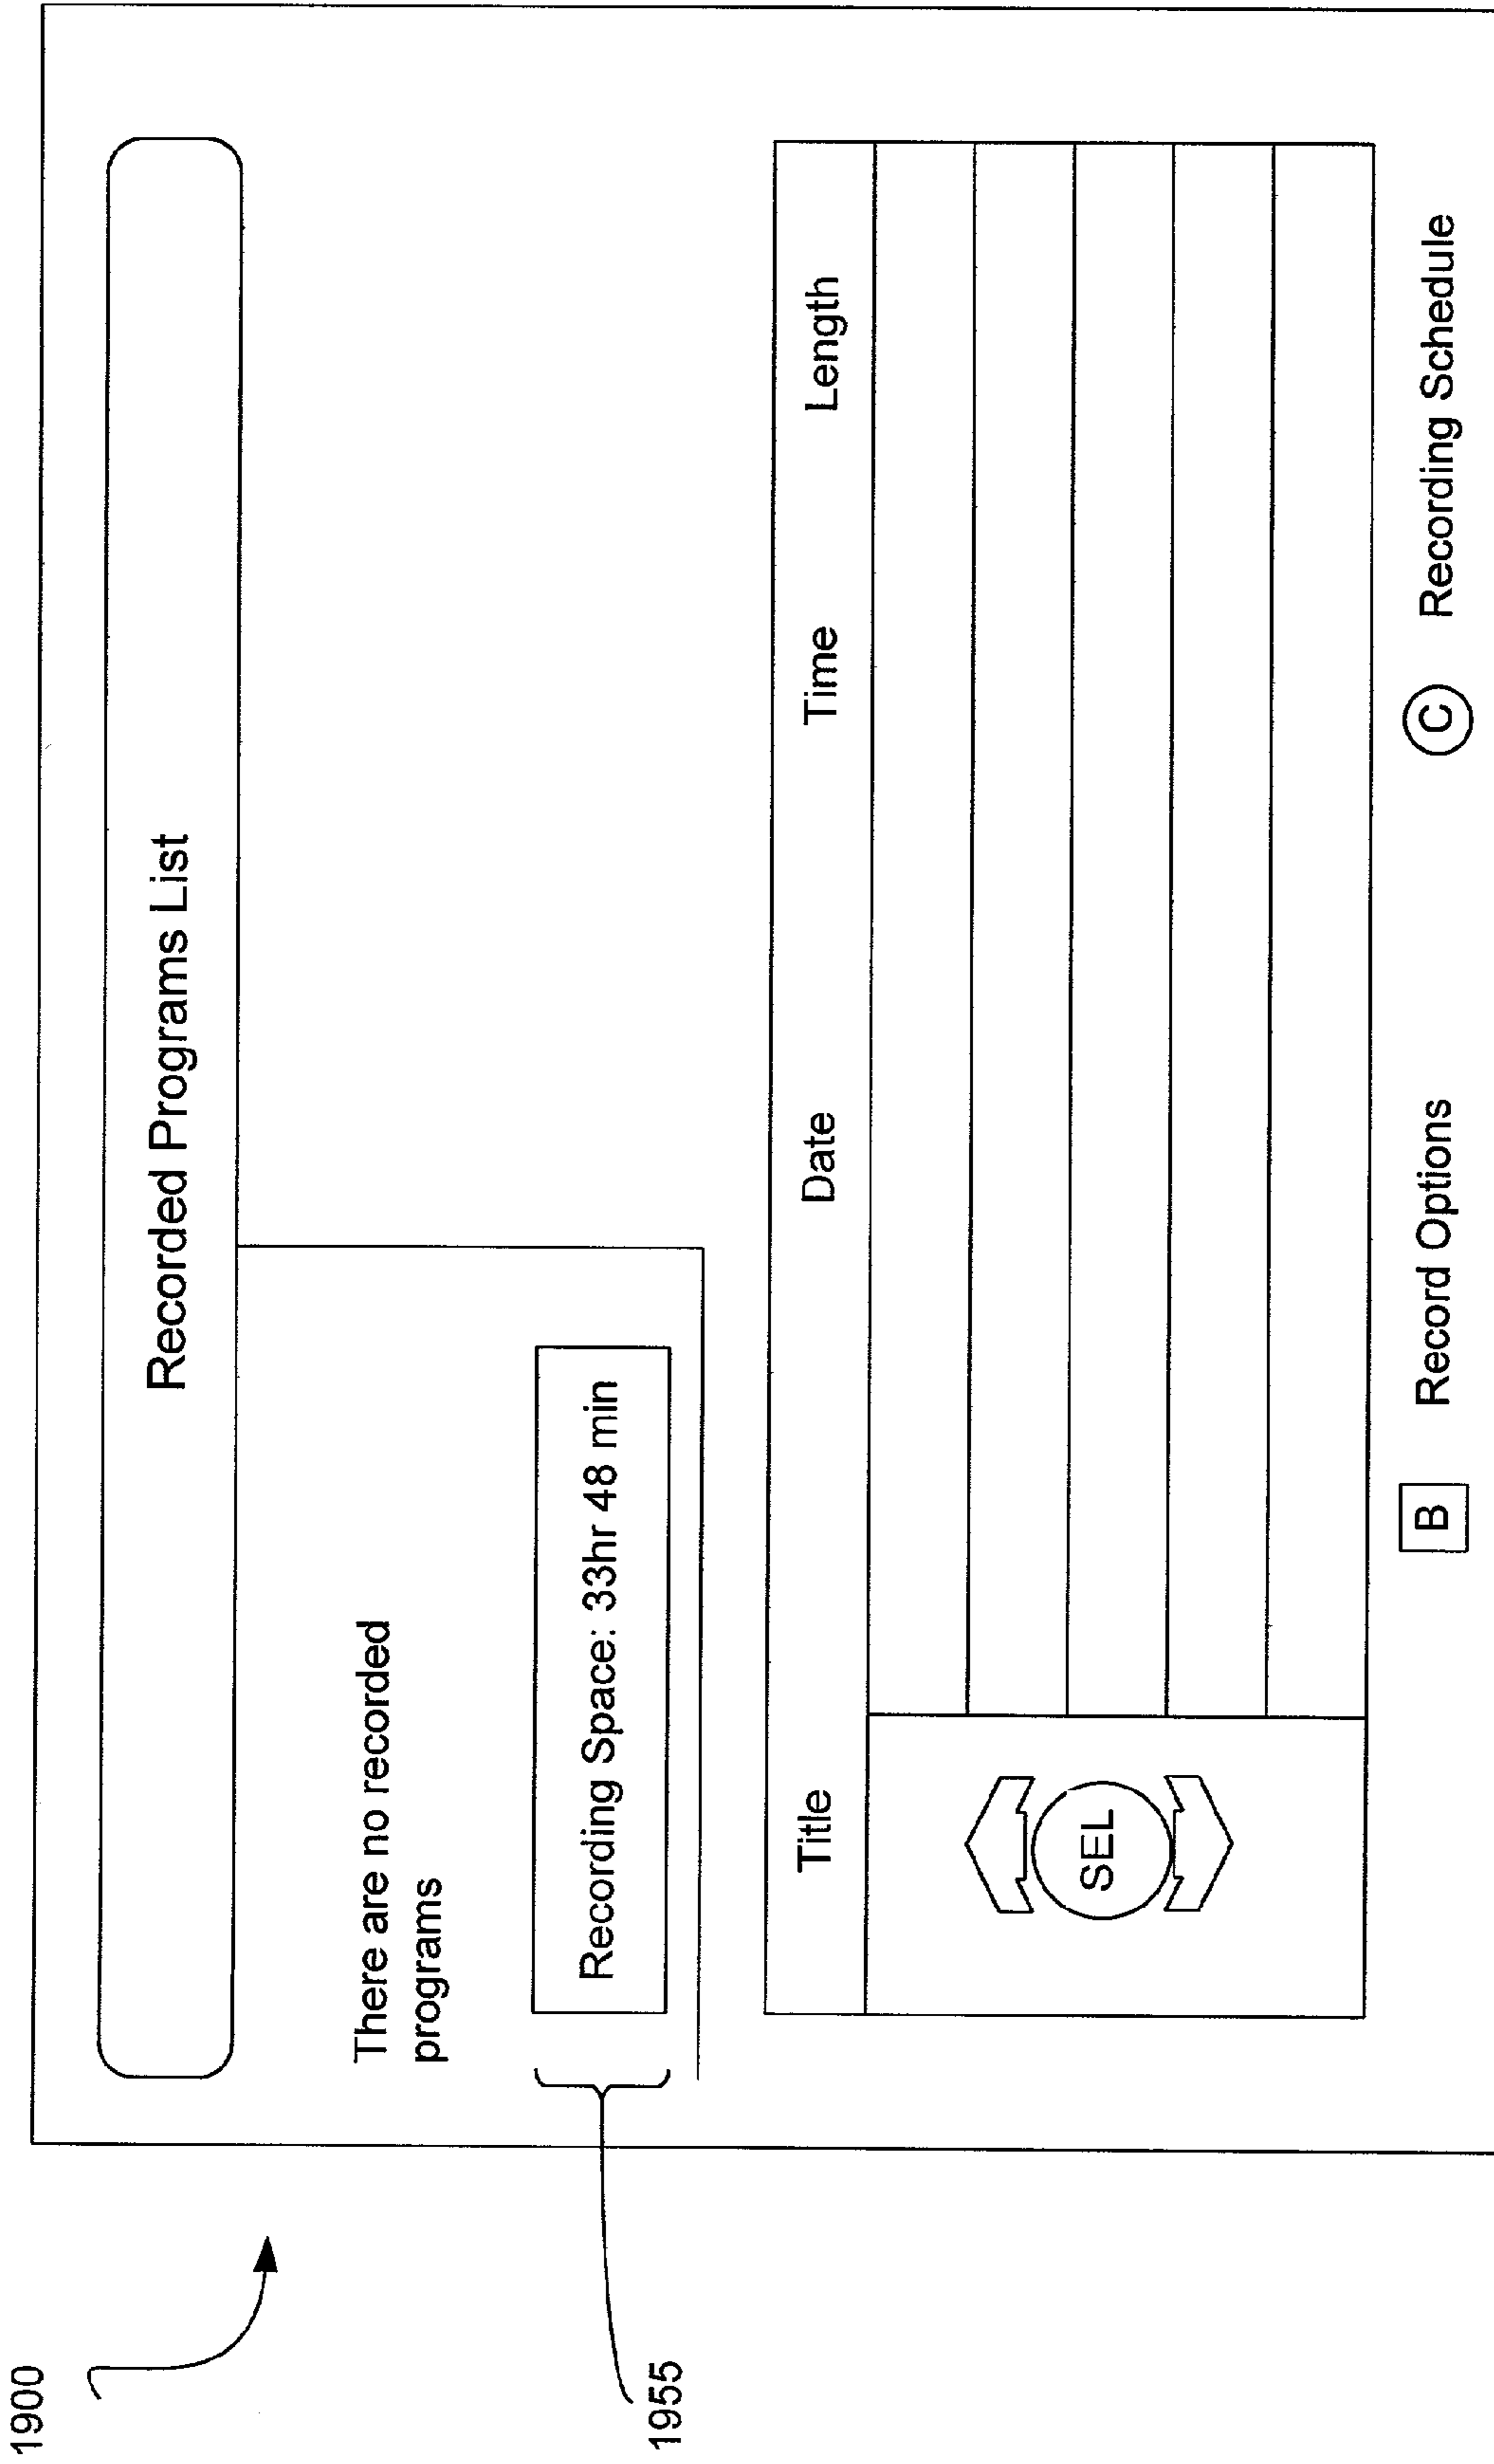 1900
Recorded Programs List
There are no recorded
programs
Recording Space: 33hr 48 min
1955
Title Date Time Length
SEL
B Record Options C Recording Schedule